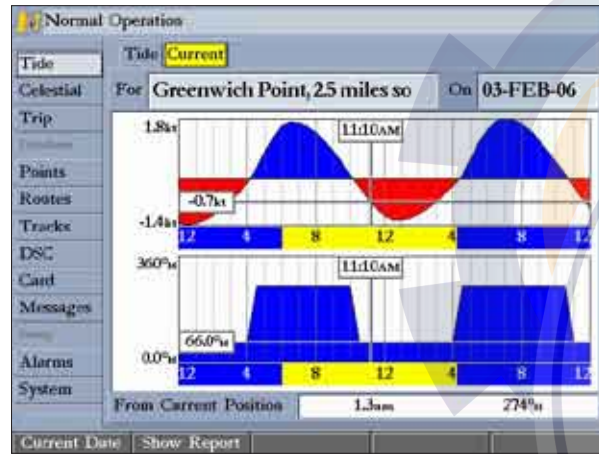 Normal Operation
Tide Current
For Greenwich Point, 2.5 miles so On 03-FEB-06
Tide
Celestial
Trip
Points
Routes
Tracks
DSC
Card
Messages
Alarms
System
1.8kt
11:10AM
-0.7kt
-1.4kt
12 4 8 12 4 8 12
360°M
11:10AM
66.0°M
0.0°M
12 4 8 12 4 8 12
From Current Position 1.3nm 274°M
Current Date Show Report